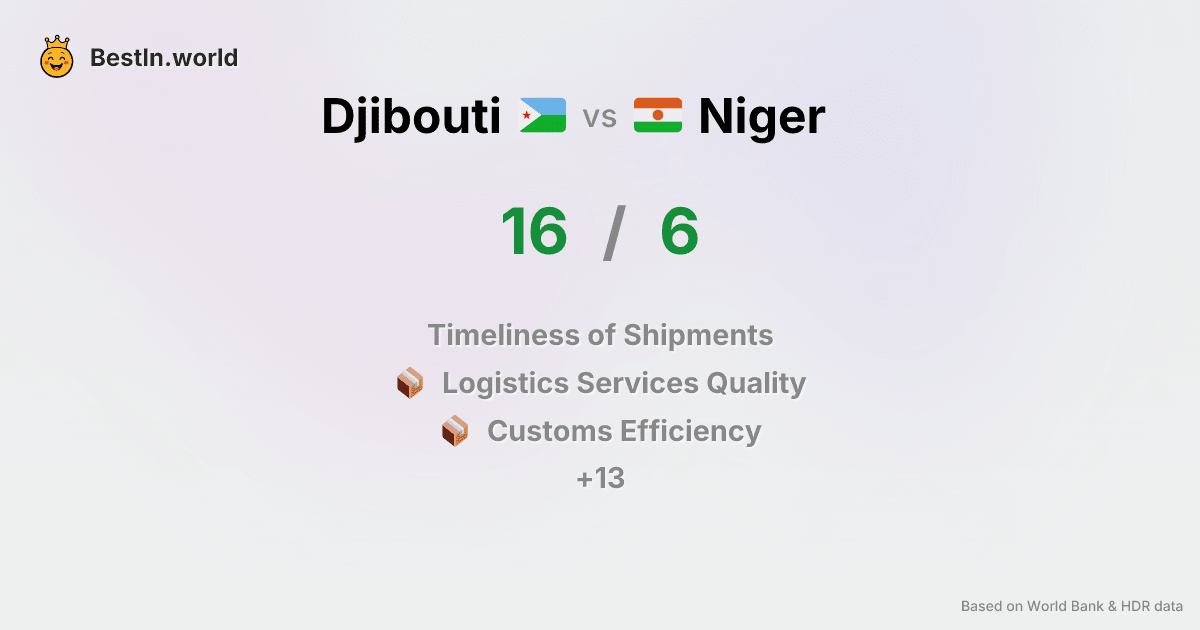 BestIn.world
Djibouti vs Niger
16 / 6
Timeliness of Shipments
Logistics Services Quality
Customs Efficiency
+13
Based on World Bank & HDR data